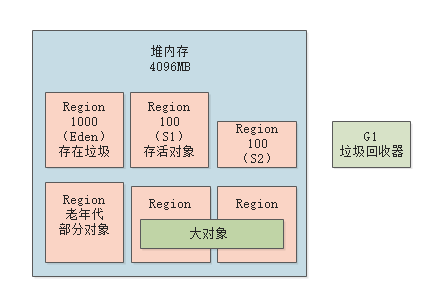 堆内存
4096MB
Region
1000
（Eden）
存在垃圾
Region
100
（S1）
存活对象
Region
100
（S2）
G1
垃圾回收器
Region
老年代
部分对象
Region
Region
大对象